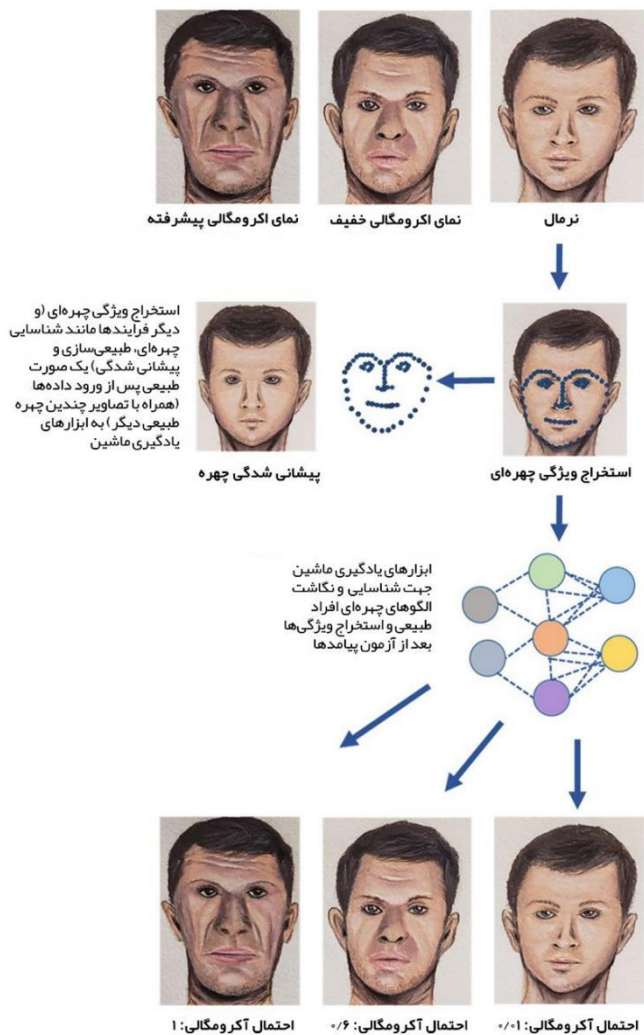 نرمال
نمای اکرومگالی خفیف
نمای اکرومگالی پیشرفته
استخراج ویژگی چهره‌ای (و
دیگر فرایندها مانند شناسایی
چهره‌ای، طبیعی‌سازی و
پیشانی شدگی) یک صورت
طبیعی پس از ورود داده‌ها
(همراه با تصاویر چندین چهره
طبیعی دیگر) به ابزارهای
یادگیری ماشین
استخراج ویژگی چهره‌ای
پیشانی شدگی چهره
ابزارهای یادگیری ماشین
جهت شناسایی و نگاشت
الگوهای چهره‌ای افراد
طبیعی و استخراج ویژگی‌ها
بعد از آزمون پیامدها
احتمال آکرومگالی: ۰/۰۱
احتمال آکرومگالی: ۰/۶
احتمال آکرومگالی: ۱